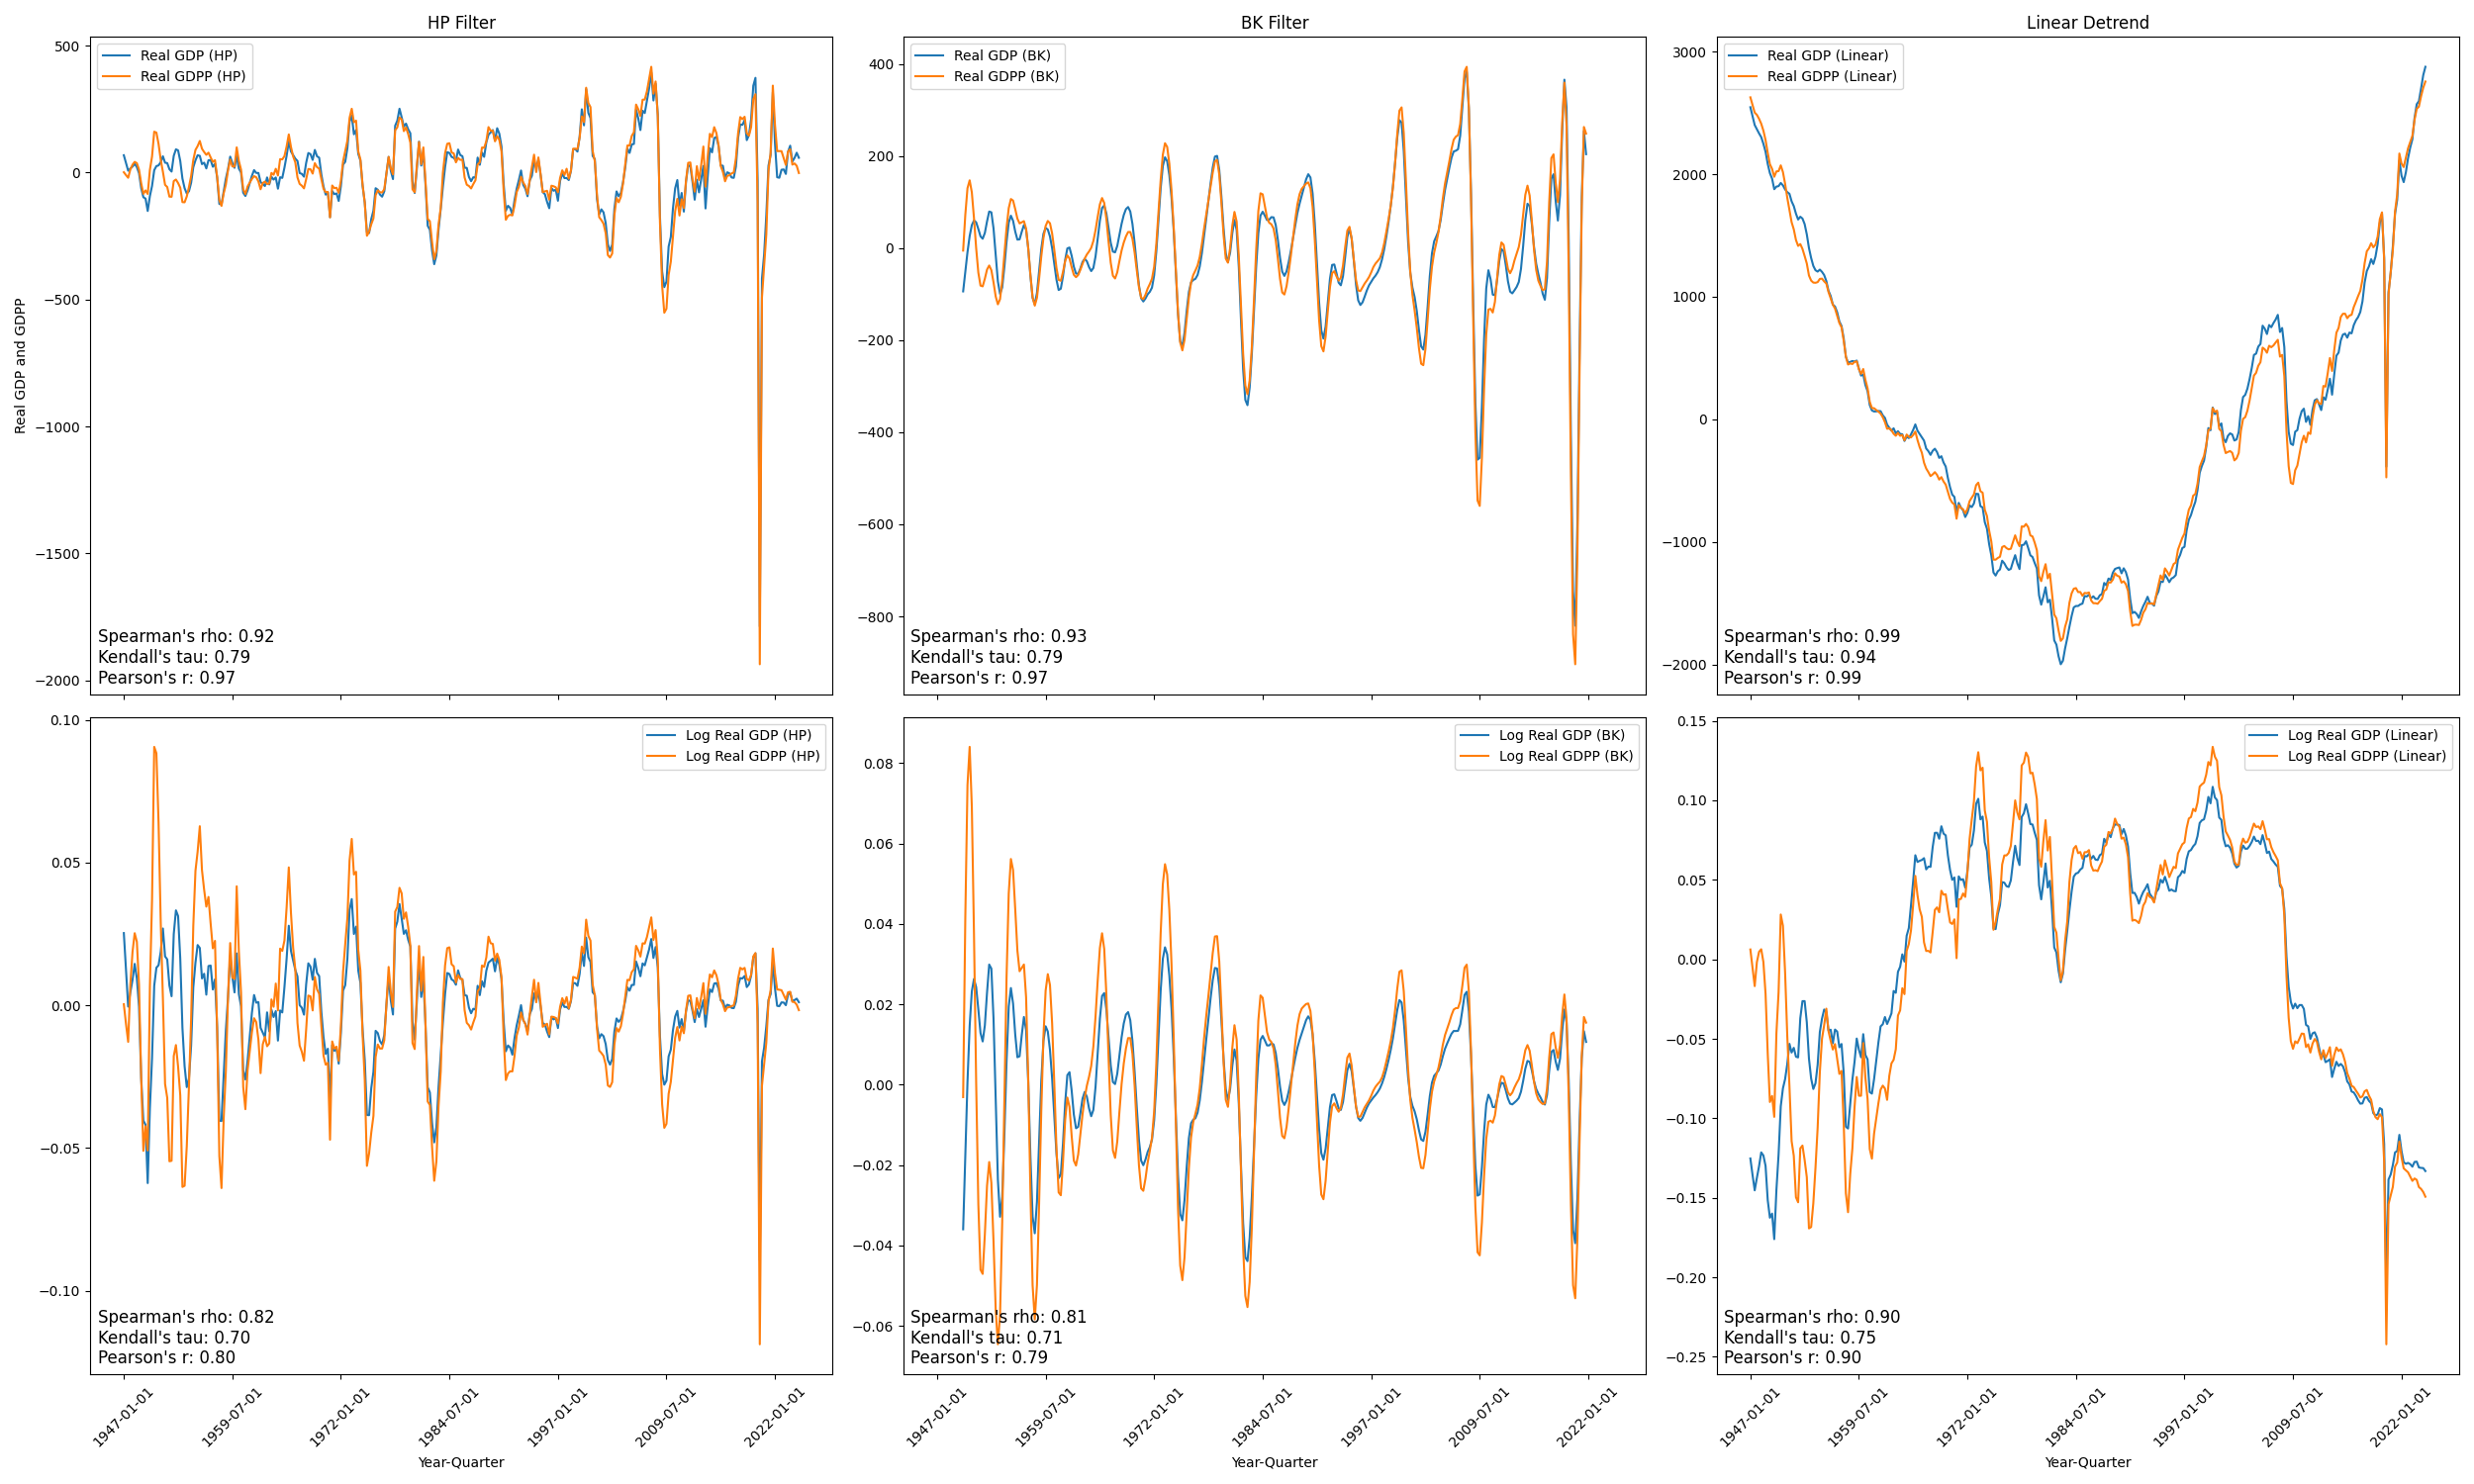 HP Filter
BK Filter
Linear Detrend
Real GDP (HP)
Real GDPP (HP)
Real GDP (BK)
Real GDPP (BK)
Real GDP (Linear)
Real GDPP (Linear)
Real GDP and GDPP
500
0
−500
−1000
−1500
−2000
400
200
0
−200
−400
−600
−800
3000
2000
1000
0
−1000
−2000
Spearman's rho: 0.92
Kendall's tau: 0.79
Pearson's r: 0.97
Spearman's rho: 0.93
Kendall's tau: 0.79
Pearson's r: 0.97
Spearman's rho: 0.99
Kendall's tau: 0.94
Pearson's r: 0.99
Log Real GDP (HP)
Log Real GDPP (HP)
Log Real GDP (BK)
Log Real GDPP (BK)
Log Real GDP (Linear)
Log Real GDPP (Linear)
0.10
0.05
0.00
−0.05
−0.10
0.08
0.06
0.04
0.02
0.00
−0.02
−0.04
−0.06
0.15
0.10
0.05
0.00
−0.05
−0.10
−0.15
−0.20
−0.25
Spearman's rho: 0.82
Kendall's tau: 0.70
Pearson's r: 0.80
Spearman's rho: 0.81
Kendall's tau: 0.71
Pearson's r: 0.79
Spearman's rho: 0.90
Kendall's tau: 0.75
Pearson's r: 0.90
1947-01-01
1959-07-01
1972-01-01
1984-07-01
1997-01-01
2009-07-01
2022-01-01
1947-01-01
1959-07-01
1972-01-01
1984-07-01
1997-01-01
2009-07-01
2022-01-01
1947-01-01
1959-07-01
1972-01-01
1984-07-01
1997-01-01
2009-07-01
2022-01-01
Year-Quarter
Year-Quarter
Year-Quarter